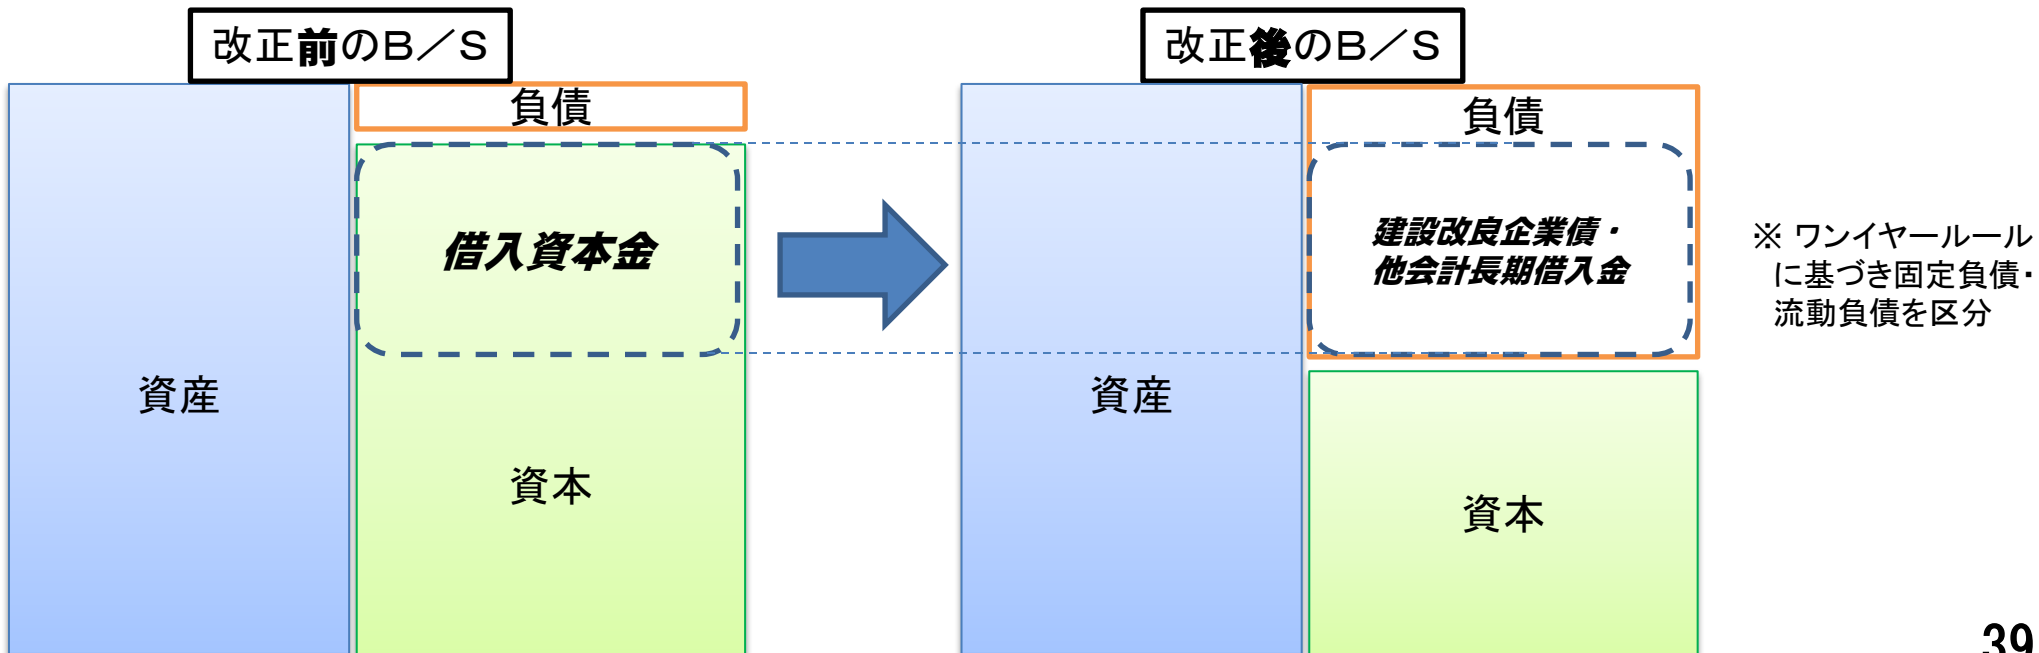 改正前のB／S
負債
借入資本金
資産
資本
改正後のB／S
負債
建設改良企業債・
他会計長期借入金
資産
資本
※ ワンイヤールール
に基づき固定負債・
流動負債を区分
39